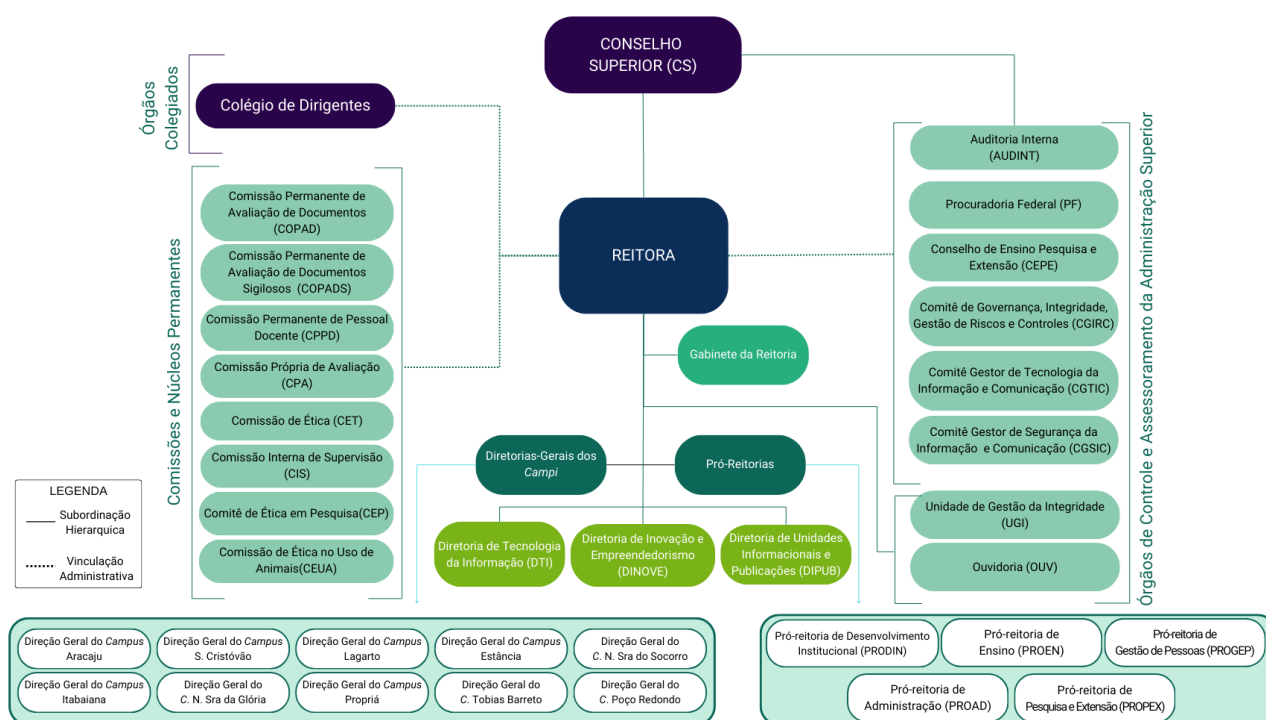 CONSELHO
SUPERIOR (CS)
Órgãos
Colegiados
Colégio de Dirigentes
Comissões e Núcleos Permanentes
Comissão Permanente de
Avaliação de Documentos
(COPAD)
Comissão Permanente de
Avaliação de Documentos
Sigilosos (COPADS)
Comissão Permanente de Pessoal
Docente (CPPD)
Comissão Própria de Avaliação
(CPA)
Comissão de Ética (CET)
Comissão Interna de Supervisão
(CIS)
Comitê de Ética em Pesquisa(CEP)
Comissão de Ética no Uso de
Animais(CEUA)
REITORA
Gabinete da Reitoria
Diretorias-Gerais dos
Campi
Pró-Reitorias
Diretoria de Tecnologia
da Informação (DTI)
Diretoria de Inovação e
Empreendedorismo
(DINOVE)
Diretoria de Unidades
Informacionais e
Publicações (DIPUB)
Órgãos de Controle e Assessoramento da Administração Superior
Auditoria Interna
(AUDINT)
Procuradoria Federal (PF)
Conselho de Ensino Pesquisa e
Extensão (CEPE)
Comitê de Governança, Integridade,
Gestão de Riscos e Controles (CGIRC)
Comitê Gestor de Tecnologia da
Informação e Comunicação (CGTIC)
Comitê Gestor de Segurança da
Informação e Comunicação (CGSIC)
Unidade de Gestão da Integridade
(UGI)
Ouvidoria (OUV)
LEGENDA
Subordinação
Hierarquica
Vinculação
Administrativa
Direção Geral do Campus
Aracaju
Direção Geral do Campus
S. Cristóvão
Direção Geral do Campus
Lagarto
Direção Geral do Campus
Estância
Direção Geral do
C. N. Sra do Socorro
Direção Geral do Campus
Itabaiana
Direção Geral do
C. N. Sra da Glória
Direção Geral do Campus
Propriá
Direção Geral do
C. Tobias Barreto
Direção Geral do
C. Poço Redondo
Pró-reitoria de Desenvolvimento
Institucional (PRODIN)
Pró-reitoria de
Ensino (PROEN)
Pró-reitoria de
Gestão de Pessoas (PROGEP)
Pró-reitoria de
Administração (PROAD)
Pró-reitoria de
Pesquisa e Extensão (PROPEX)